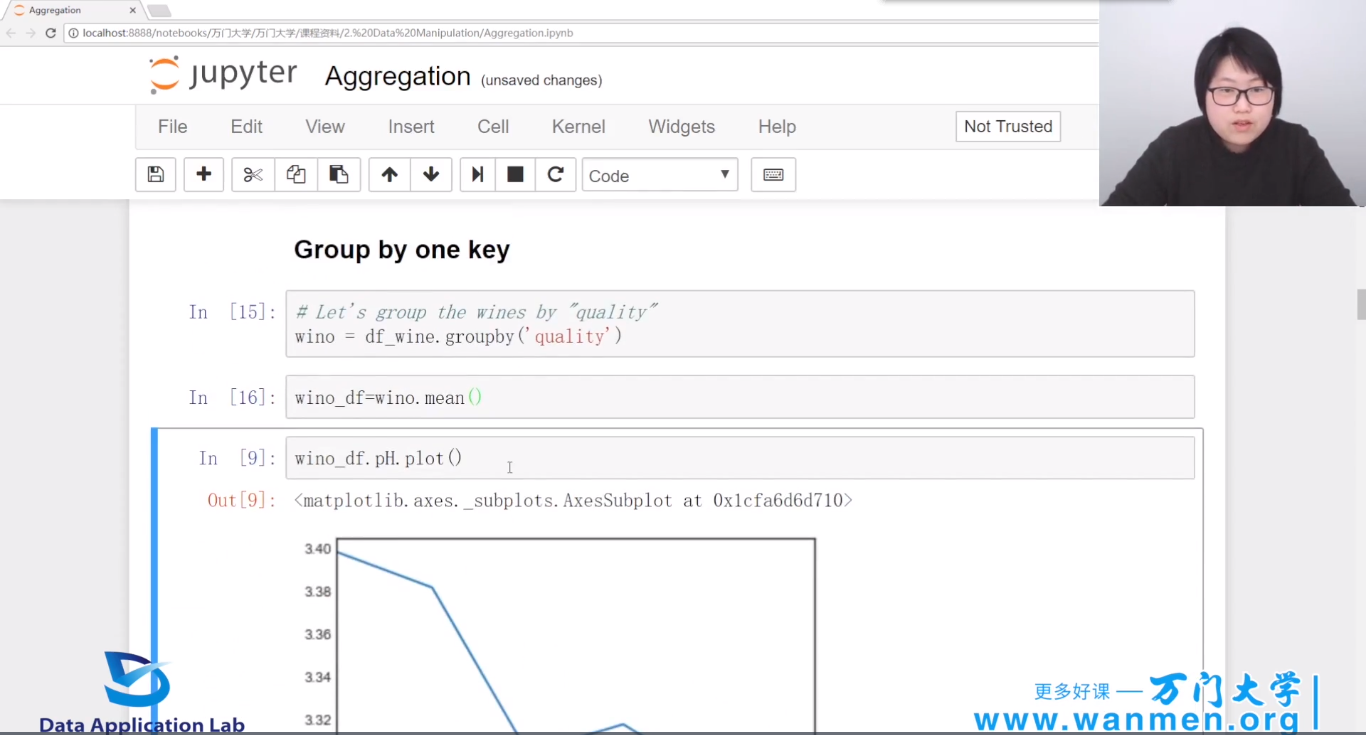 Aggregation
localhost:8888/notebooks/万门大学/万门大学/课程资料/2.%20Data%20Manipulation/Aggregation.ipynb
jupyter Aggregation (unsaved changes)
File Edit View Insert Cell Kernel Widgets Help Not Trusted
Code
Group by one key
In [15]: # Let's group the wines by "quality"
wino = df_wine.groupby('quality')
In [16]: wino_df=wino.mean()
In [9]: wino_df.pH.plot()
Out[9]: <matplotlib.axes._subplots.AxesSubplot at 0x1cfa6d6d710>
3.40
3.38
3.36
3.34
3.32
Data Application Lab
更多好课 — 万门大学
www.wanmen.org